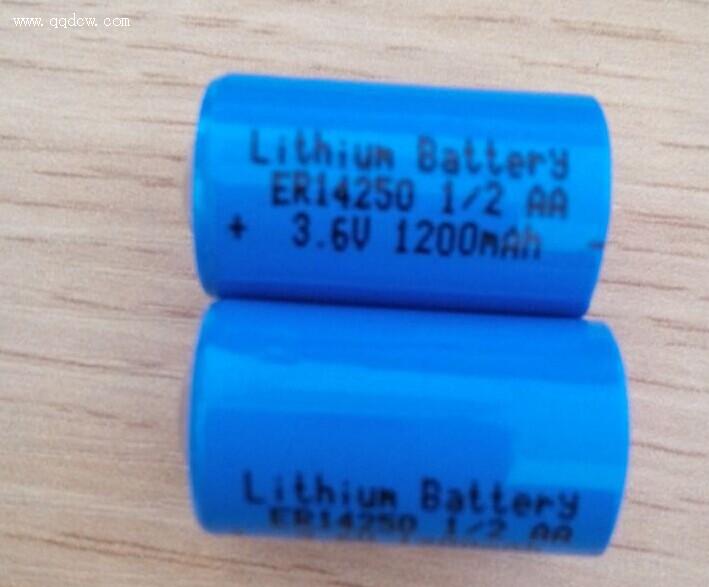 www.qqdcw.com
Lithium Battery
ER14250 1/2 AA
+ 3.6V 1200mAh -
Lithium Battery
ER14250 1/2 AA